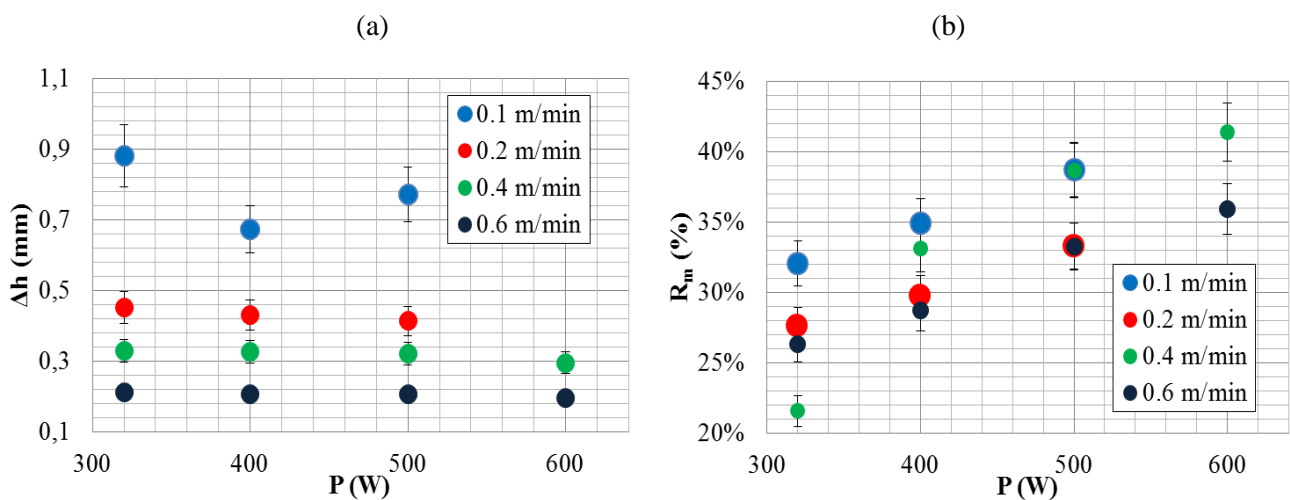 (a)
Δh (mm)
1,1
0,9
0,7
0,5
0,3
0,1
300
400
500
600
P (W)
0.1 m/min
0.2 m/min
0.4 m/min
0.6 m/min
(b)
Rm (%)
45%
40%
35%
30%
25%
20%
300
400
500
600
P (W)
0.1 m/min
0.2 m/min
0.4 m/min
0.6 m/min